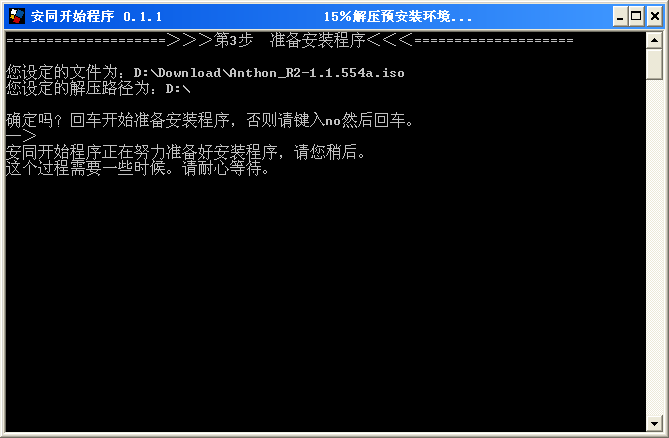 安同开始程序 0.1.1 15%解压预安装环境...
====================＞＞＞第3步 准备安装程序＜＜＜====================
您设定的文件为：D:\Download\Anthon_R2-1.1.554a.iso
您设定的解压路径为：D:\
确定吗？回车开始准备安装程序，否则请键入no然后回车。
—＞
安同开始程序正在努力准备好安装程序，请您稍后。
这个过程需要一些时候。请耐心等待。